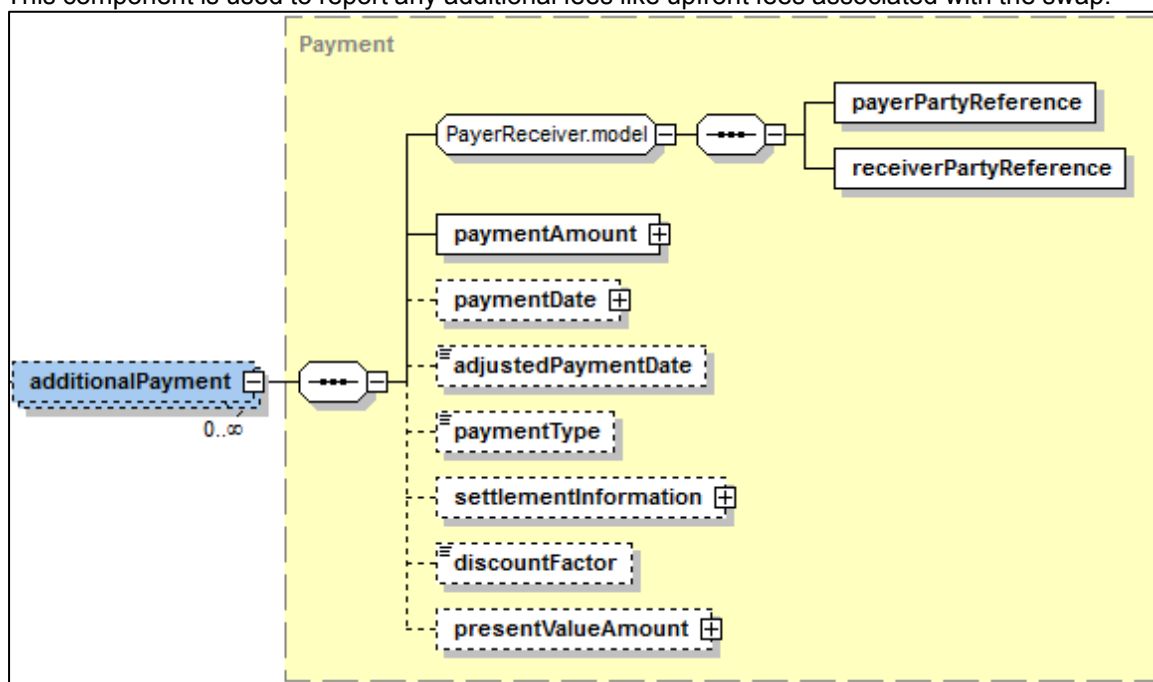 This component is used to report any additional fees like upfront fees associated with the swap.
Payment
payerPartyReference
PayerReceiver.model
receiverPartyReference
paymentAmount
paymentDate
adjustedPaymentDate
additionalPayment
0..∞
paymentType
settlementInformation
discountFactor
presentValueAmount